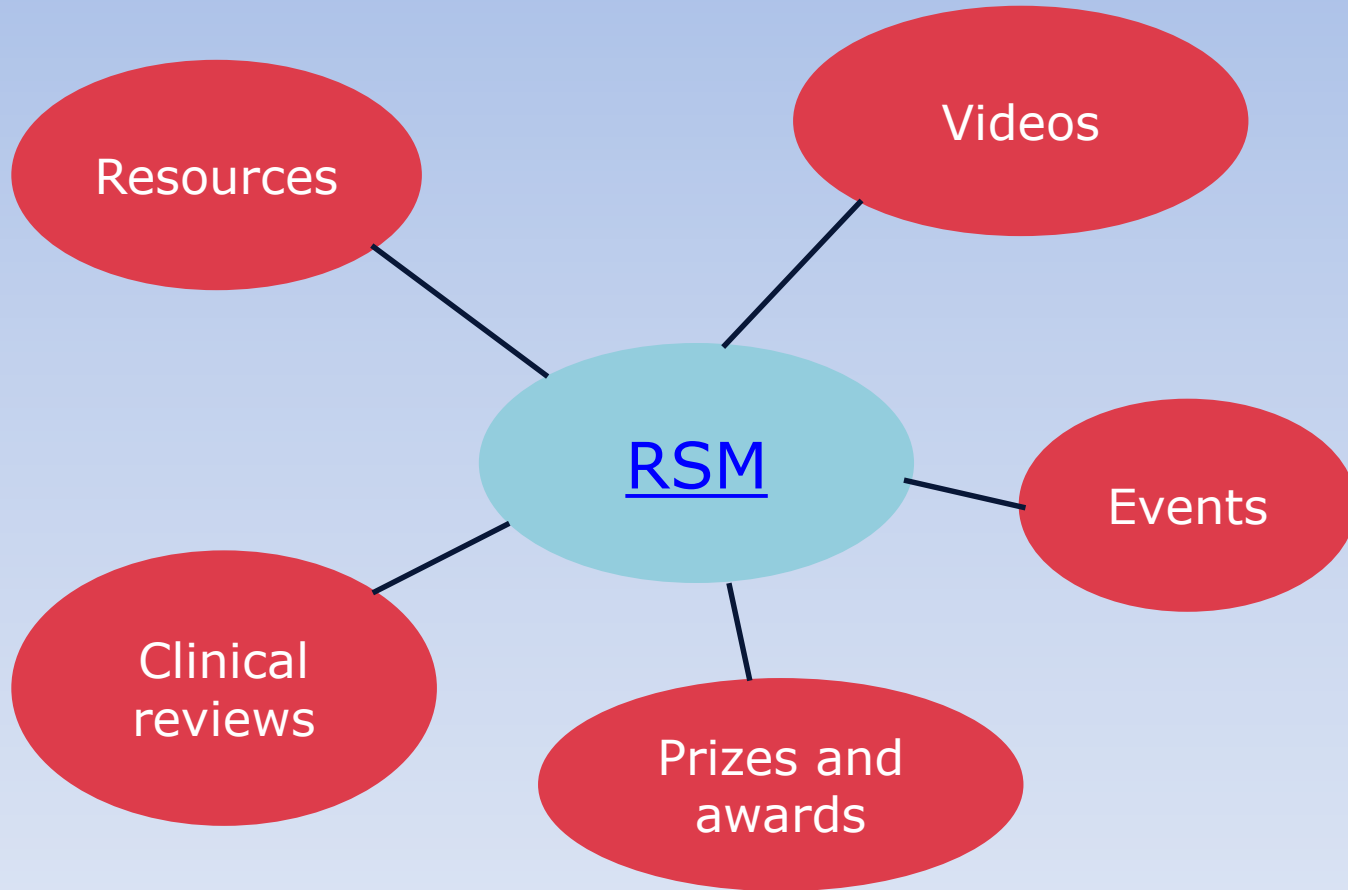 Videos
Resources
RSM
Events
Clinical
reviews
Prizes and
awards